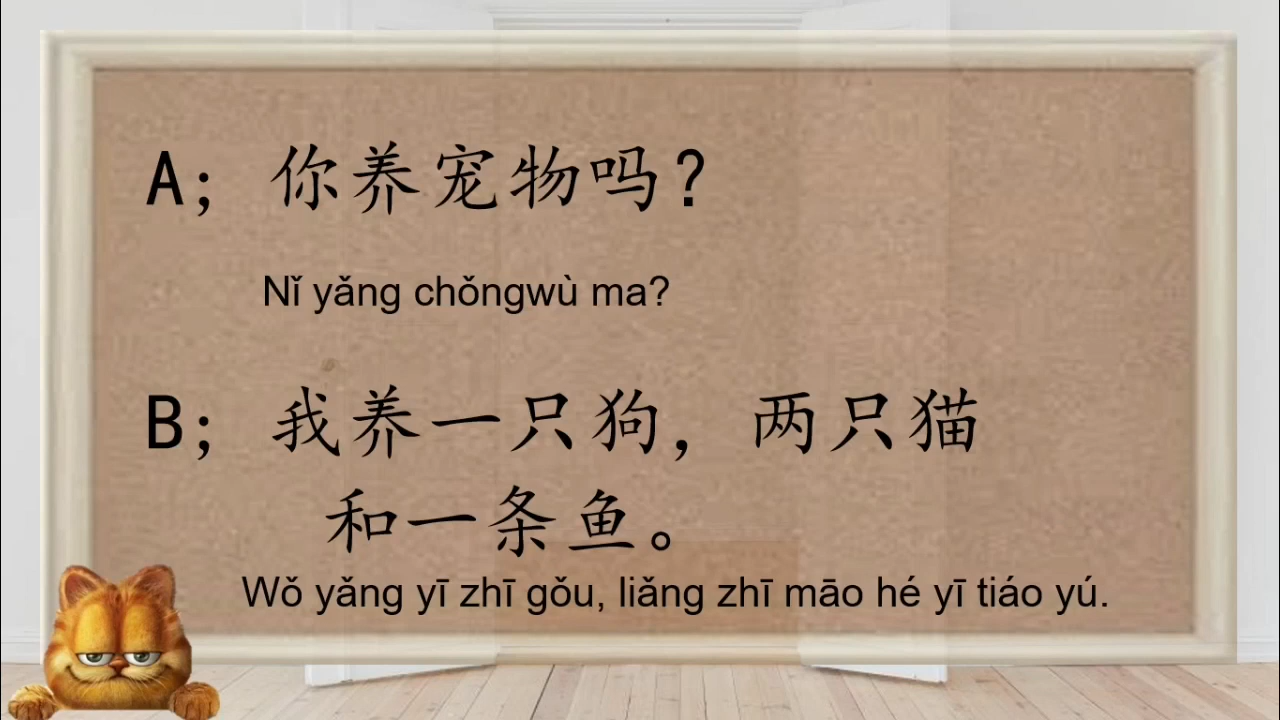 A; 你养宠物吗?
Nǐ yǎng chǒngwù ma?
B; 我养一只狗，两只猫
和一条鱼。
Wǒ yǎng yī zhī gǒu, liǎng zhī māo hé yī tiáo yú.